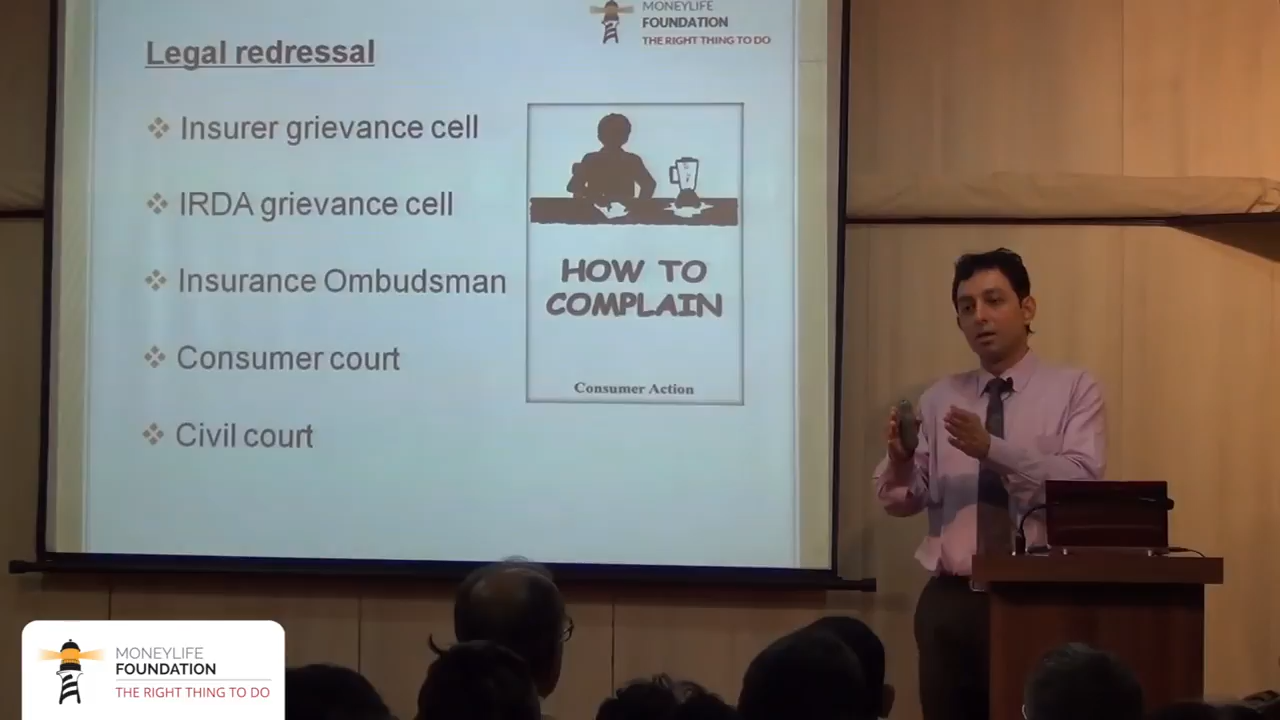 MONEYLIFE
FOUNDATION
THE RIGHT THING TO DO
Legal redressal
Insurer grievance cell
IRDA grievance cell
Insurance Ombudsman
Consumer court
Civil court
HOW TO
COMPLAIN
Consumer Action
MONEYLIFE
FOUNDATION
THE RIGHT THING TO DO